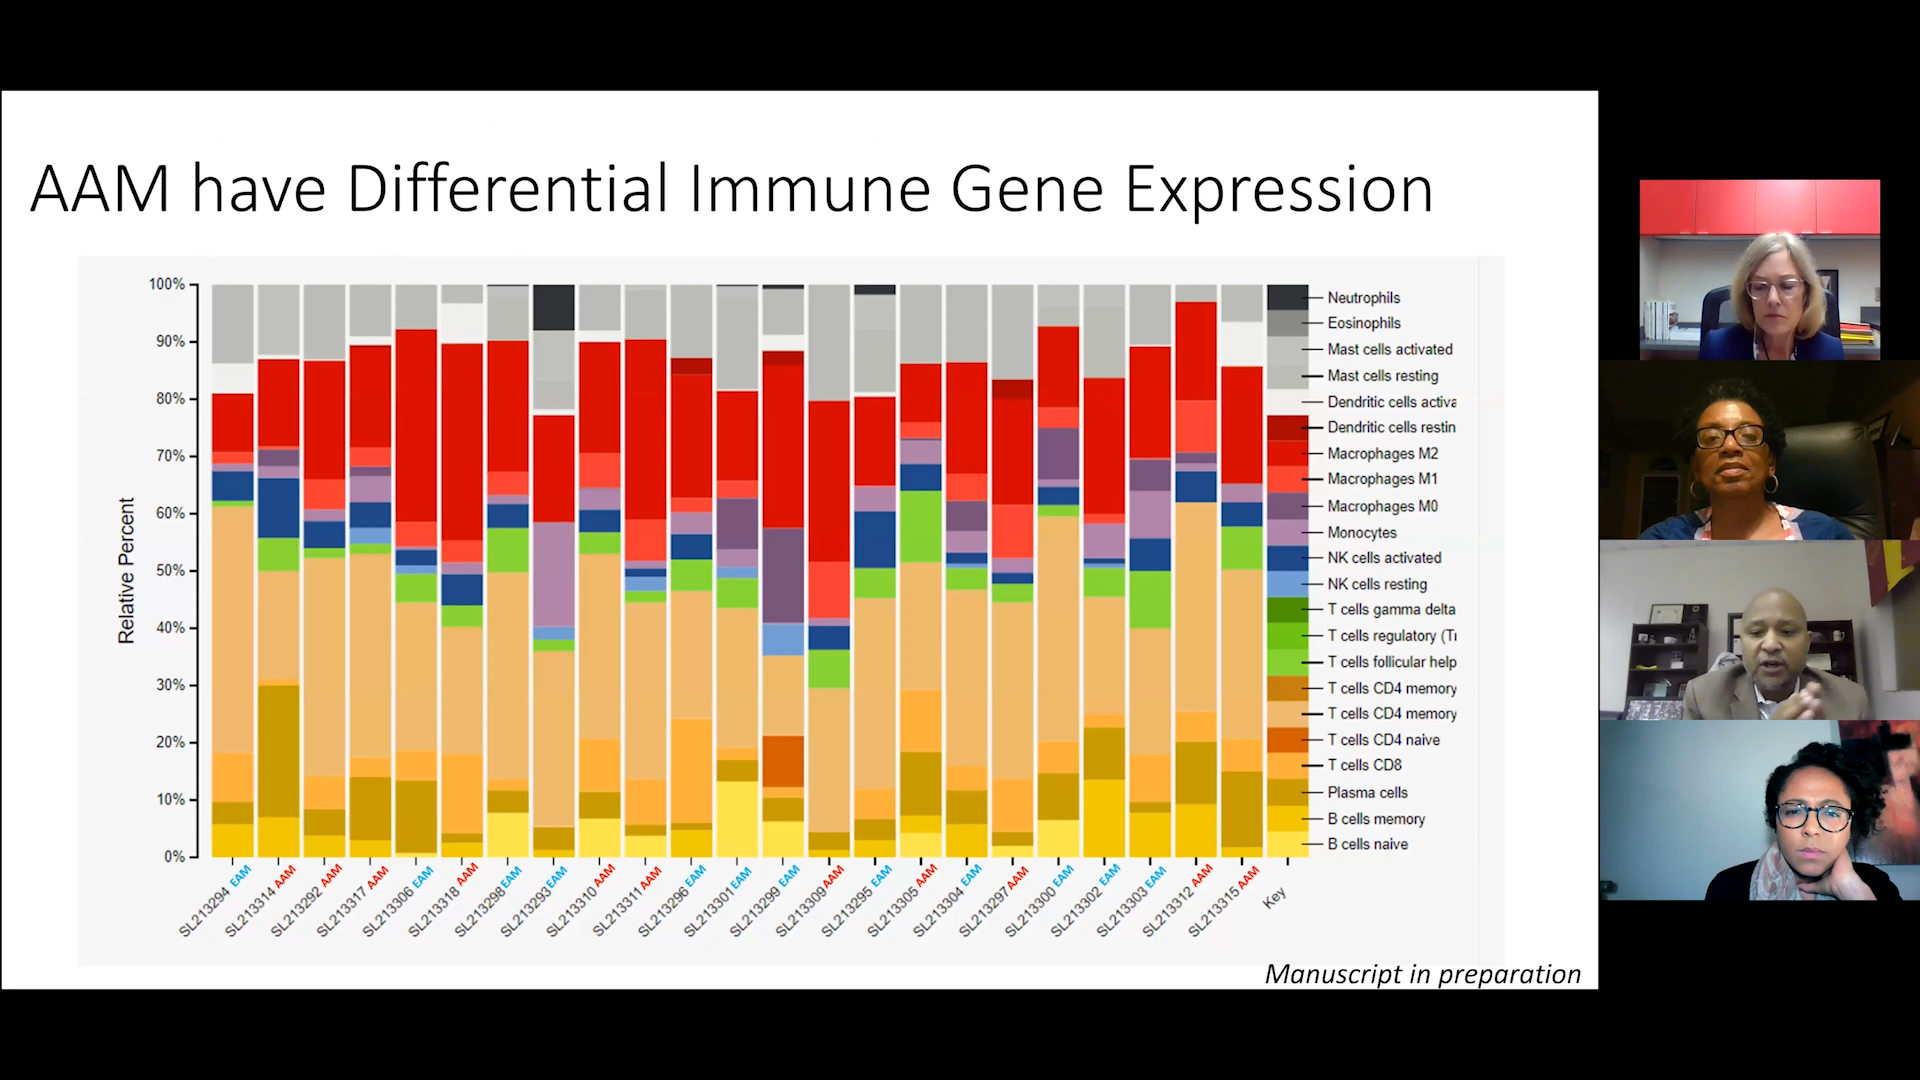 AAM have Differential Immune Gene Expression
Relative Percent
100%
90%
80%
70%
60%
50%
40%
30%
20%
10%
0%
Neutrophils
Eosinophils
Mast cells activated
Mast cells resting
Dendritic cells activa
Dendritic cells restin
Macrophages M2
Macrophages M1
Macrophages M0
Monocytes
NK cells activated
NK cells resting
T cells gamma delta
T cells regulatory (Tr
T cells follicular help
T cells CD4 memory
T cells CD4 memory
T cells CD4 naive
T cells CD8
Plasma cells
B cells memory
B cells naive
SL213294 EAM
SL213314 AAM
SL213292 AAM
SL213317 AAM
SL213306 EAM
SL213318 AAM
SL213298 EAM
SL213293 EAM
SL213310 AAM
SL213311 AAM
SL213296 EAM
SL213301 EAM
SL213299 EAM
SL213309 AAM
SL213295 EAM
SL213305 AAM
SL213304 EAM
SL213297 AAM
SL213300 EAM
SL213302 EAM
SL213303 EAM
SL213312 AAM
SL213315 AAM
Key
Manuscript in preparation